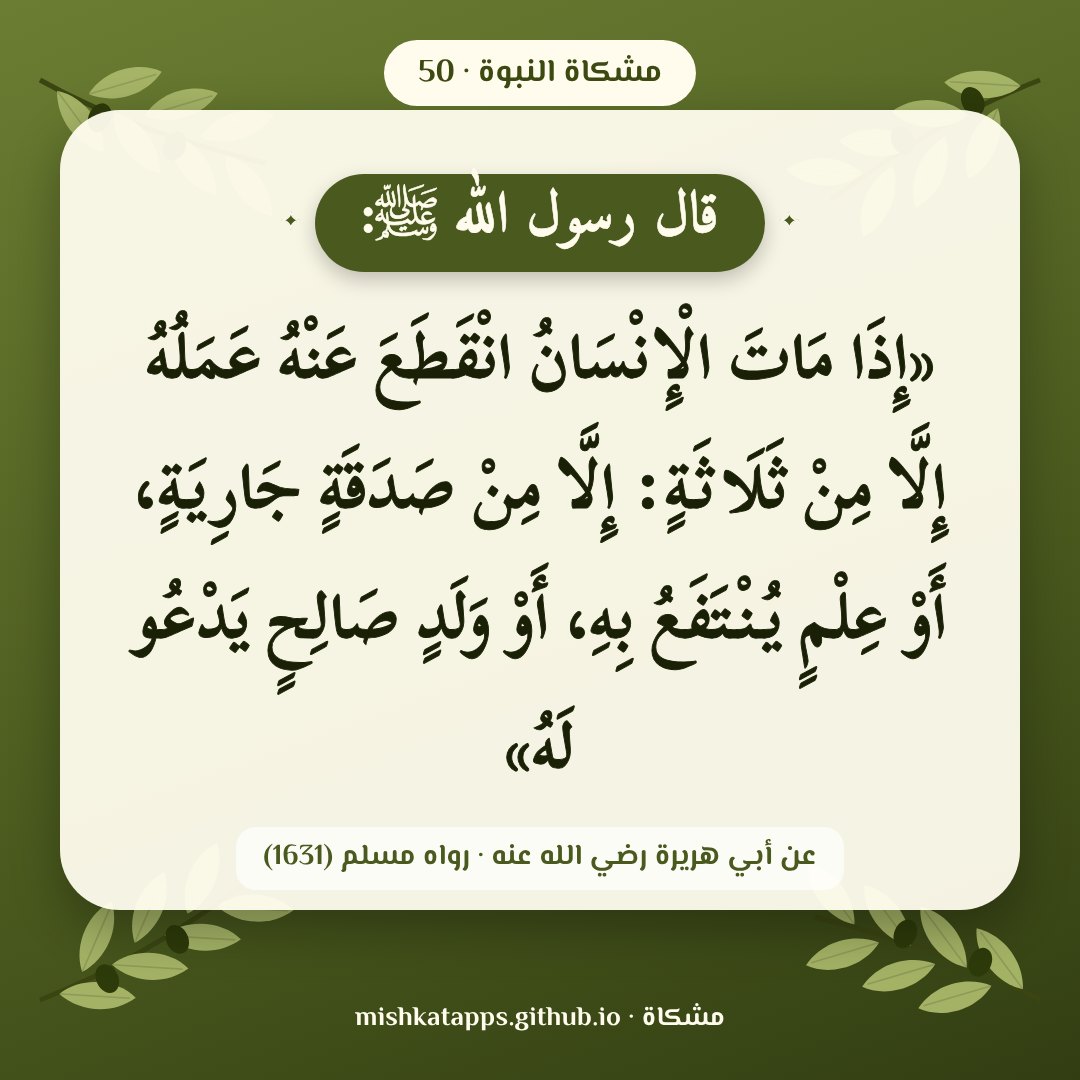 مشكاة النبوة · 50
قال رسول الله ﷺ:
«إِذَا مَاتَ الْإِنْسَانُ انْقَطَعَ عَنْهُ عَمَلُهُ
إِلَّا مِنْ ثَلَاثَةٍ: إِلَّا مِنْ صَدَقَةٍ جَارِيَةٍ،
أَوْ عِلْمٍ يُنْتَفَعُ بِهِ، أَوْ وَلَدٍ صَالِحٍ يَدْعُو
لَهُ»
عن أبي هريرة رضي الله عنه · رواه مسلم (1631)
مشكاة · mishkatapps.github.io